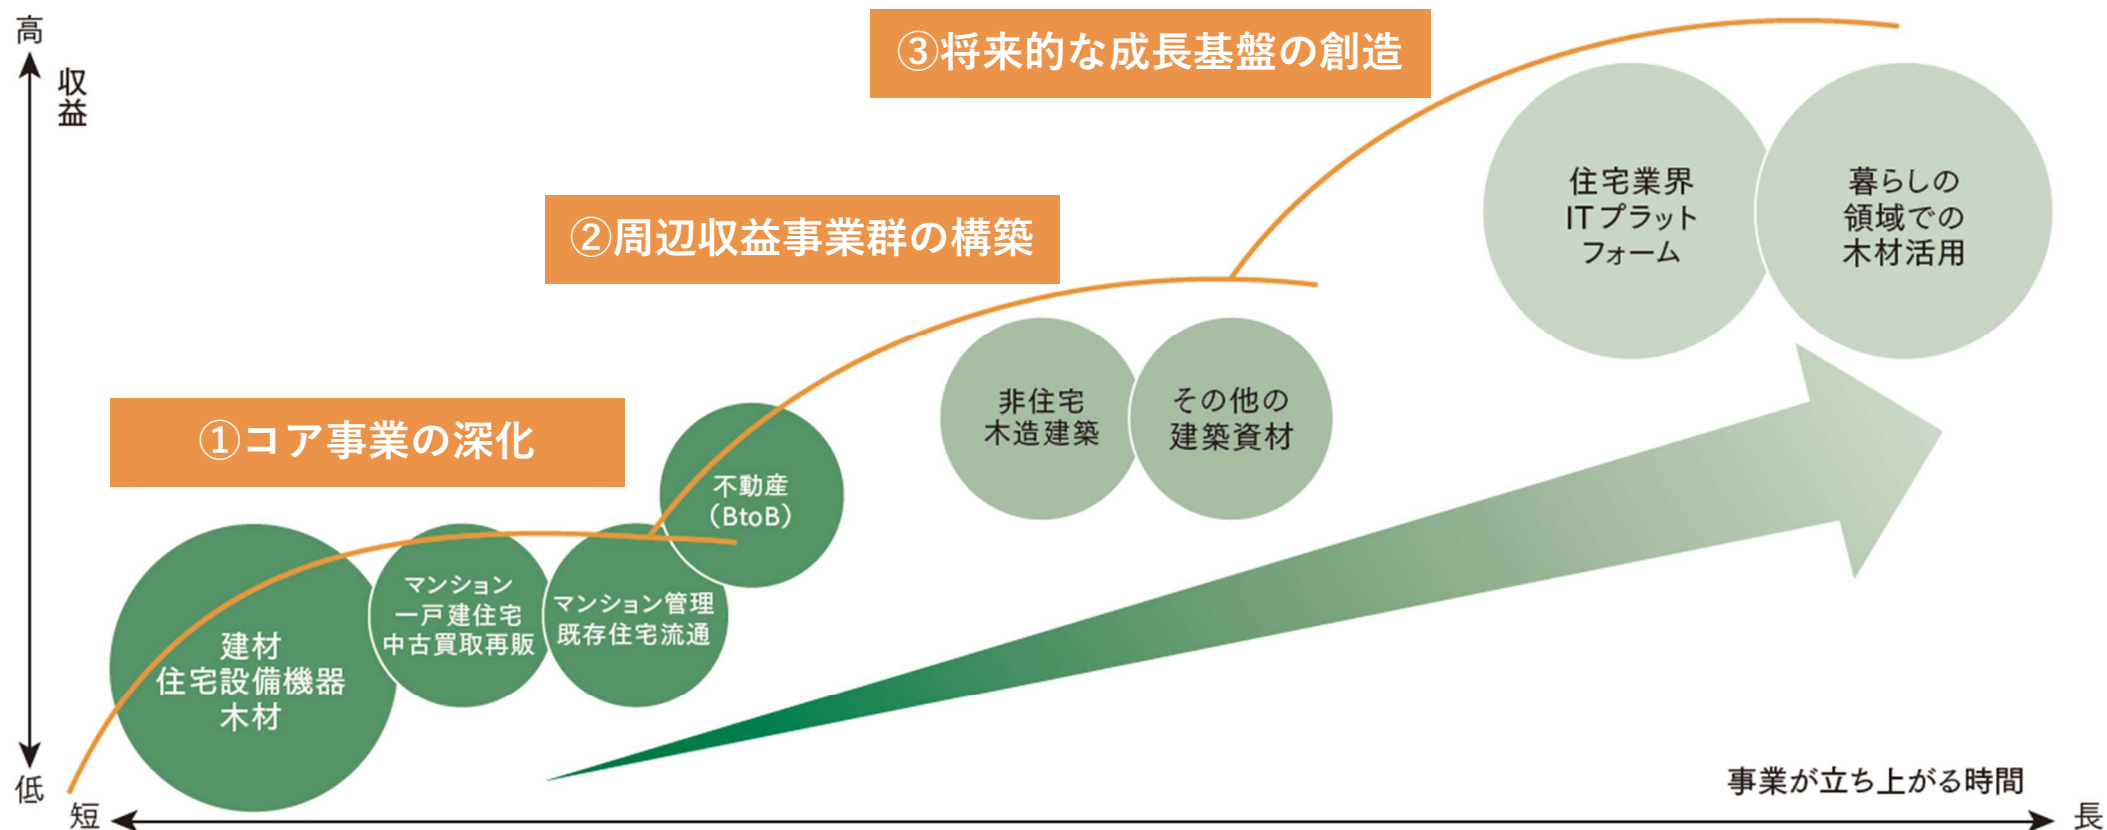 高
収益
③将来的な成長基盤の創造
住宅業界
ITプラット
フォーム
暮らしの
領域での
木材活用
②周辺収益事業群の構築
非住宅
木造建築
その他の
建築資材
①コア事業の深化
不動産
（BtoB）
マンション
一戸建住宅
中古買取再販
マンション管理
既存住宅流通
建材
住宅設備機器
木材
事業が立ち上がる時間
低
短
長